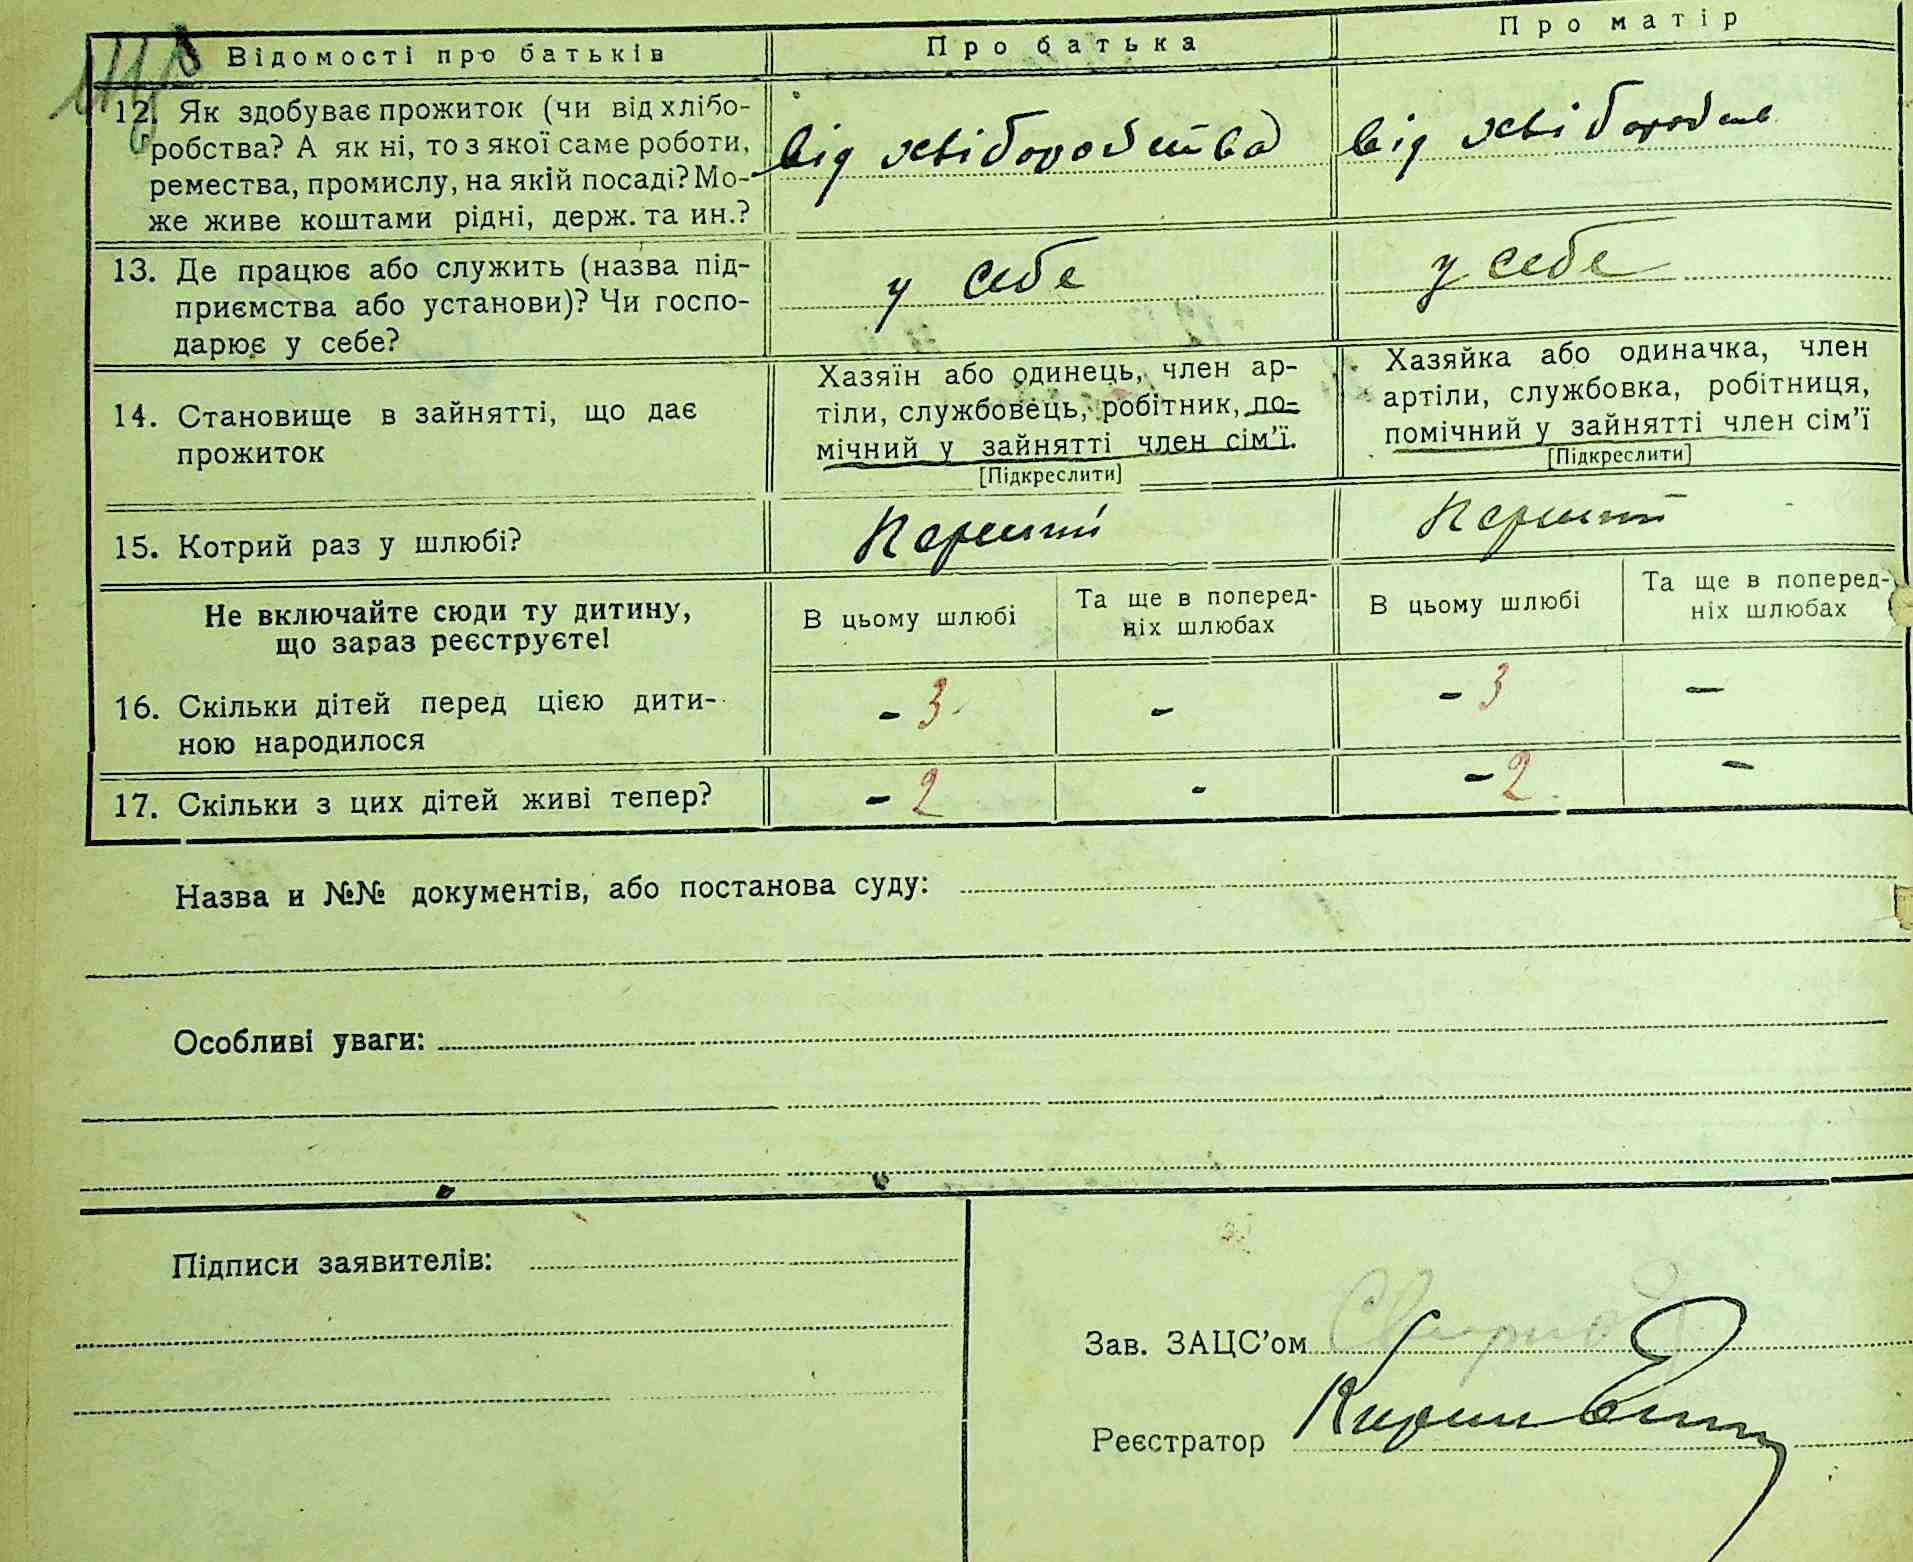 Відомості про батьків
Про батька
Про матір
12. Як здобуває прожиток (чи від хлібо-
робства? А як ні, то з якої саме роботи,
ремества, промислу, на якій посаді? Мо-
же живе коштами рідні, держ. та ин.?
від хліборобства
від хліборобств
13. Де працює або служить (назва під-
приємства або установи)? Чи госпо-
дарює у себе?
у себе
у себе
14. Становище в зайнятті, що дає
прожиток
Хазяїн або одинець, член ар-
тіли, службовець, робітник, по-
мічний у зайнятті член сім'ї.
[Підкреслити]
Хазяйка або одиначка, член
артіли, службовка, робітниця,
помічний у зайнятті член сім'ї
[Підкреслити]
15. Котрий раз у шлюбі?
перший
перший
Не включайте сюди ту дитину,
що зараз реєструєте!
В цьому шлюбі
Та ще в поперед-
ніх шлюбах
В цьому шлюбі
Та ще в поперед-
ніх шлюбах
16. Скільки дітей перед цією дити-
ною народилося
- 3
-
- 3
-
17. Скільки з цих дітей живі тепер?
- 2
-
- 2
-
Назва и №№ документів, або постанова суду:
Особливі уваги:
Підписи заявителів:
Зав. ЗАЦС'ом
Реєстратор